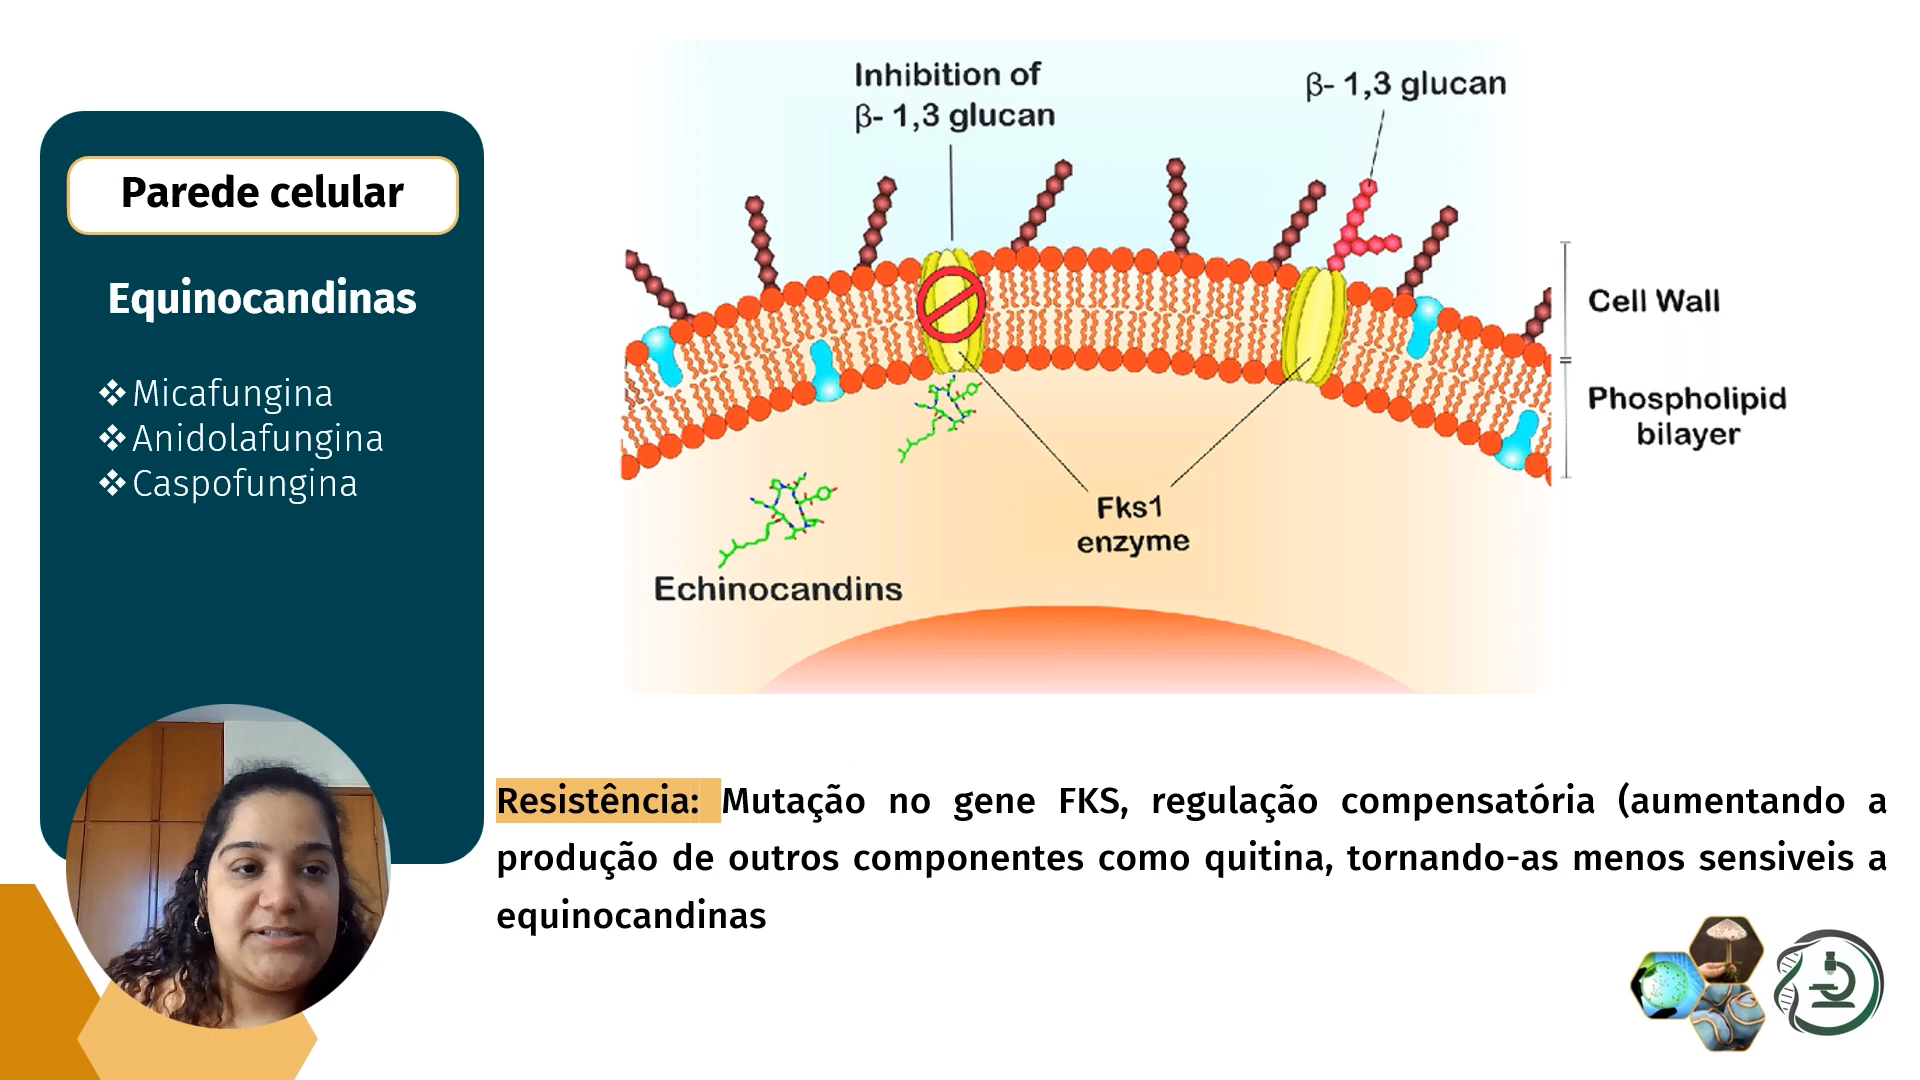 Parede celular
Equinocandinas
❖Micafungina
❖Anidolafungina
❖Caspofungina
Inhibition of
β- 1,3 glucan
β- 1,3 glucan
Cell Wall
Phospholipid
bilayer
Fks1
enzyme
Echinocandins
Resistência: Mutação no gene FKS, regulação compensatória (aumentando a
produção de outros componentes como quitina, tornando-as menos sensiveis a
equinocandinas